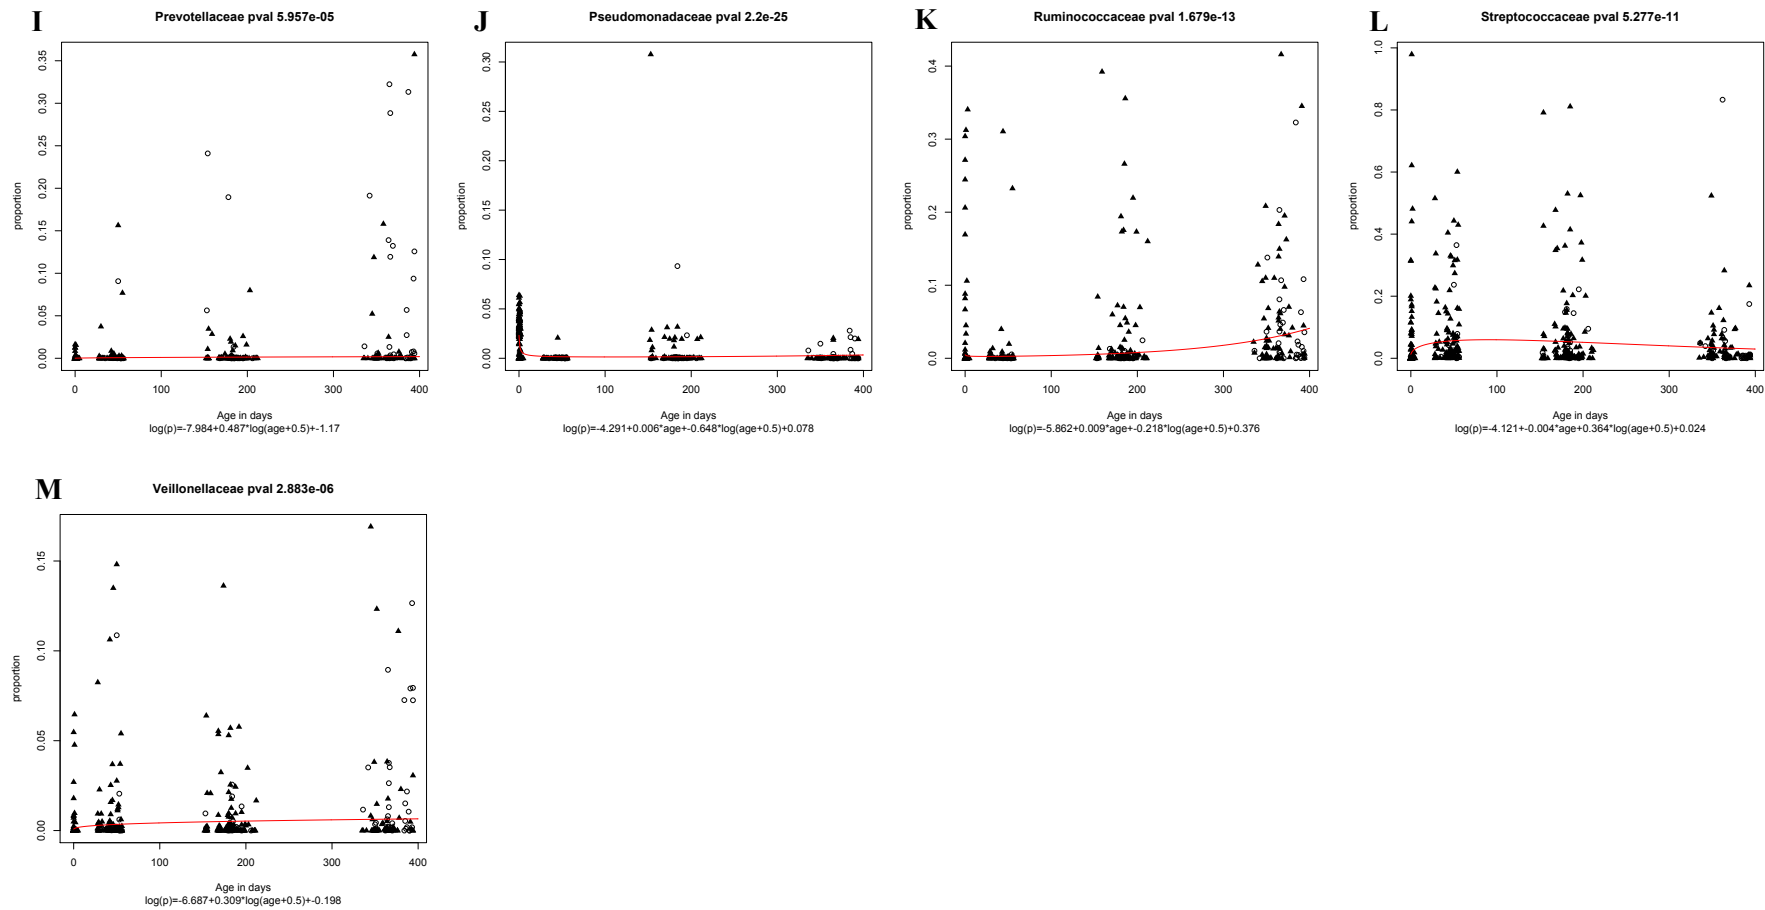 I
Prevotellaceae pval 5.957e-05
proportion
0.00 0.05 0.10 0.15 0.20 0.25 0.30 0.35
0 100 200 300 400
Age in days
log(p)=-7.984+0.487*log(age+0.5)+-1.17
J
Pseudomonadaceae pval 2.2e-25
proportion
0.00 0.05 0.10 0.15 0.20 0.25 0.30
0 100 200 300 400
Age in days
log(p)=-4.291+0.006*age+-0.648*log(age+0.5)+0.078
K
Ruminococcaceae pval 1.679e-13
proportion
0.0 0.1 0.2 0.3 0.4
0 100 200 300 400
Age in days
log(p)=-5.862+0.009*age+-0.218*log(age+0.5)+0.376
L
Streptococcaceae pval 5.277e-11
proportion
0.0 0.2 0.4 0.6 0.8 1.0
0 100 200 300 400
Age in days
log(p)=-4.121+-0.004*age+0.364*log(age+0.5)+0.024
M
Veillonellaceae pval 2.883e-06
proportion
0.00 0.05 0.10 0.15
0 100 200 300 400
Age in days
log(p)=-6.687+0.309*log(age+0.5)+-0.198